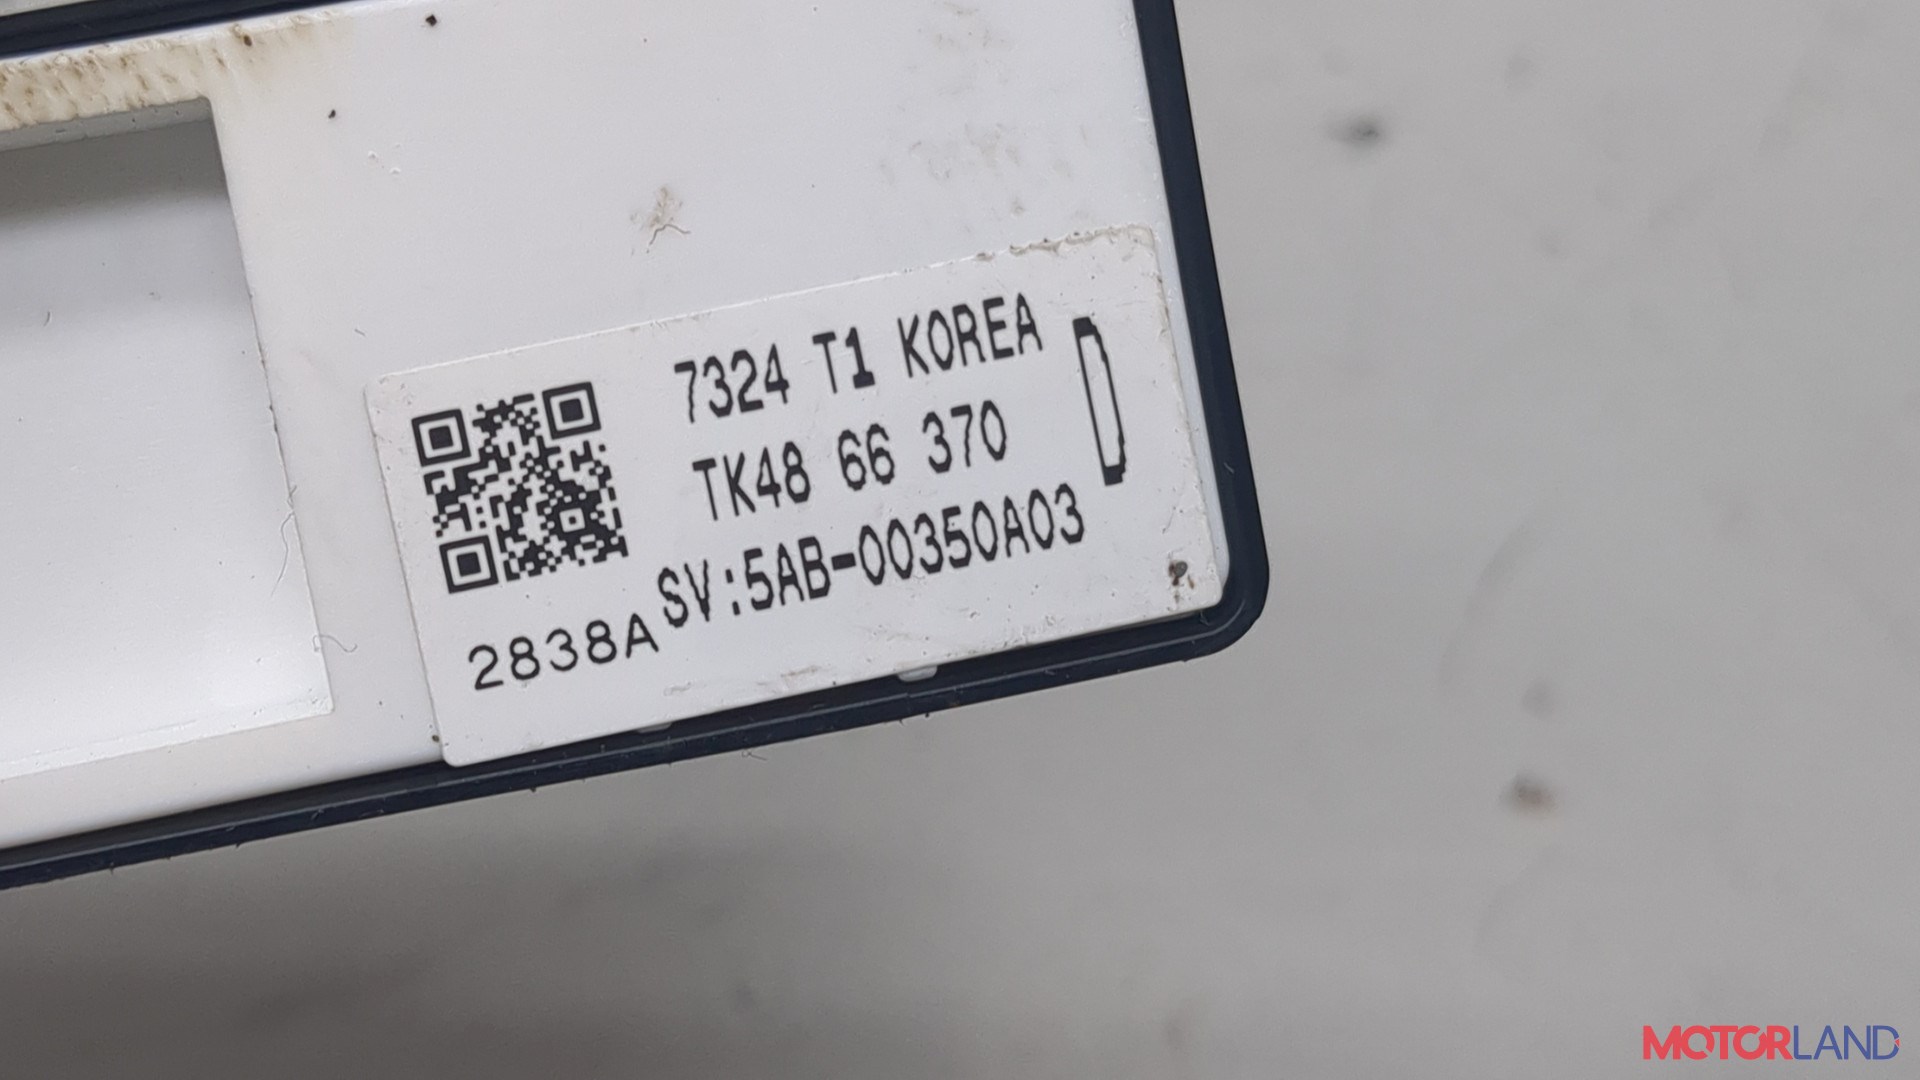 7324 T1 KOREA
TK48 66 370
D
SV:5AB-00350A03
2838A
MOTORLAND